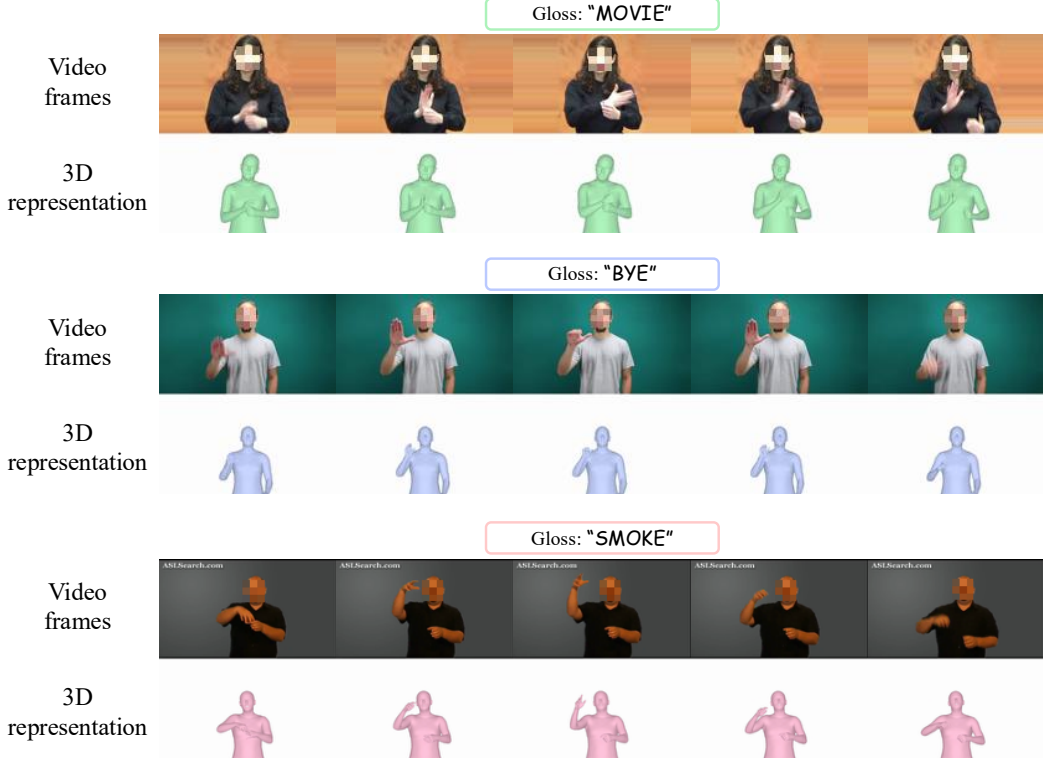 Gloss: "MOVIE"
Video
frames
3D
representation
Gloss: "BYE"
Video
frames
3D
representation
Gloss: "SMOKE"
Video
frames
ASLSearch.com ASLSearch.com ASLSearch.com ASLSearch.com ASLSearch.com
3D
representation